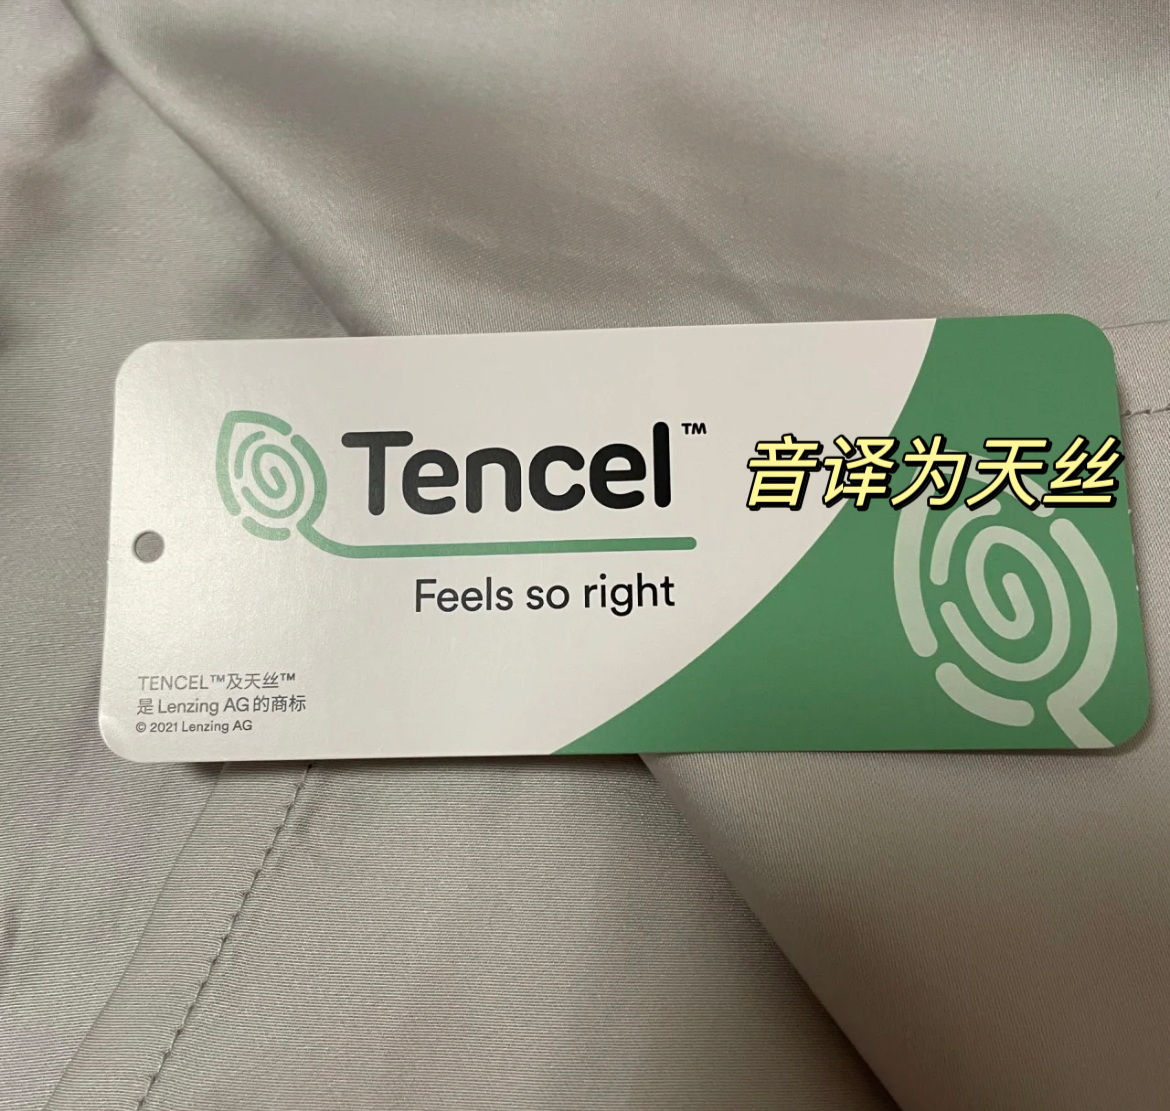 Tencel™
音译为天丝
Feels so right
TENCEL™及天丝™
是 Lenzing AG 的商标
© 2021 Lenzing AG